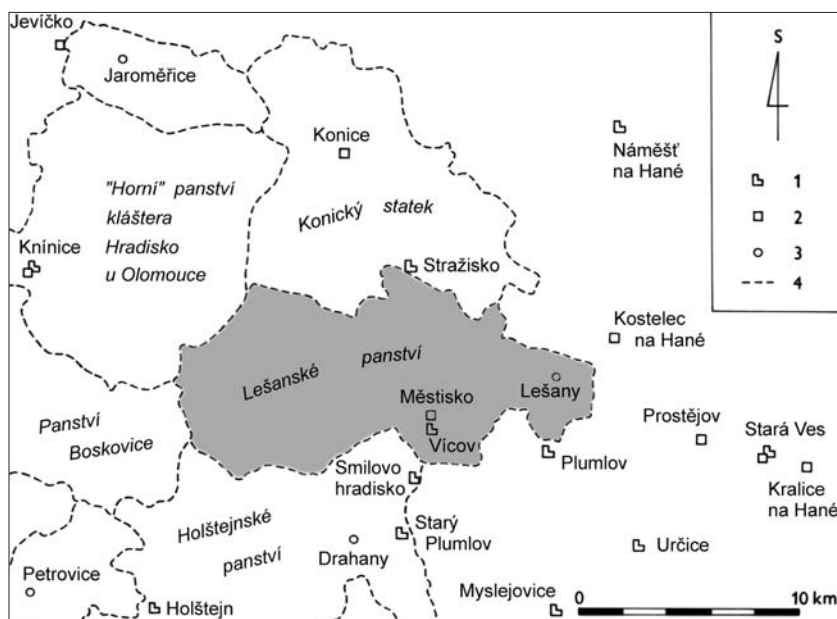 Jevíčko
Jaroměřice
Konice
Náměšť
na Hané
"Horní" panství
kláštera
Hradisko
u Olomouce
Konický statek
Knínice
Stražisko
Kostelec
na Hané
Lešanské panství
Lešany
Městisko
Vícov
Panství
Boskovice
Prostějov
Stará Ves
Plumlov
Kralice
na Hané
Smilovo
hradisko
Holštejnské
panství
Starý
Plumlov
Drahany
Určice
Petrovice
Holštejn
Myslejovice
S
1
2
3
4
0 10 km